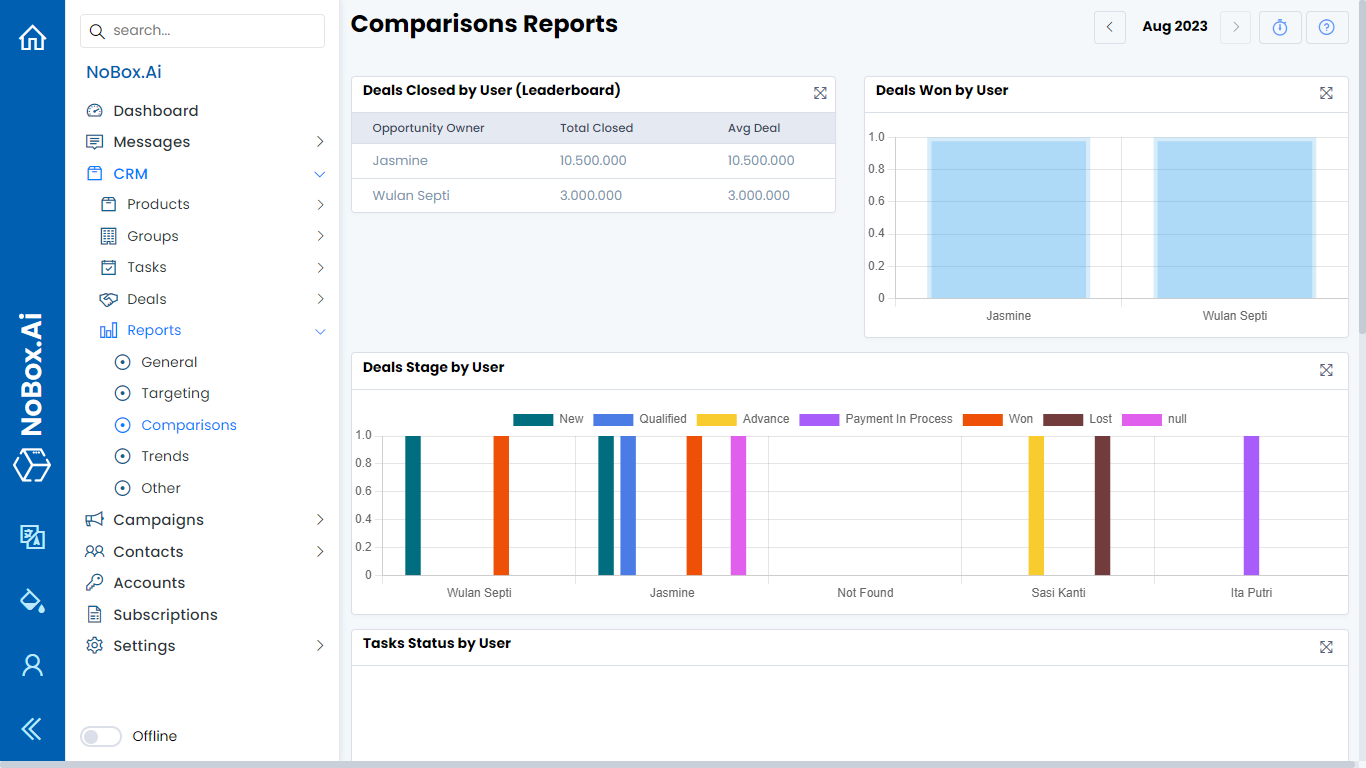 NoBox.Ai
search...
NoBox.Ai
Dashboard
Messages
CRM
Products
Groups
Tasks
Deals
Reports
General
Targeting
Comparisons
Trends
Other
Campaigns
Contacts
Accounts
Subscriptions
Settings
Offline
Comparisons Reports
Aug 2023
Deals Closed by User (Leaderboard)
Opportunity Owner Total Closed Avg Deal
Jasmine 10.500.000 10.500.000
Wulan Septi 3.000.000 3.000.000
Deals Won by User
1.0
0.8
0.6
0.4
0.2
0
Jasmine Wulan Septi
Deals Stage by User
New Qualified Advance Payment In Process Won Lost null
1.0
0.8
0.6
0.4
0.2
0
Wulan Septi Jasmine Not Found Sasi Kanti Ita Putri
Tasks Status by User